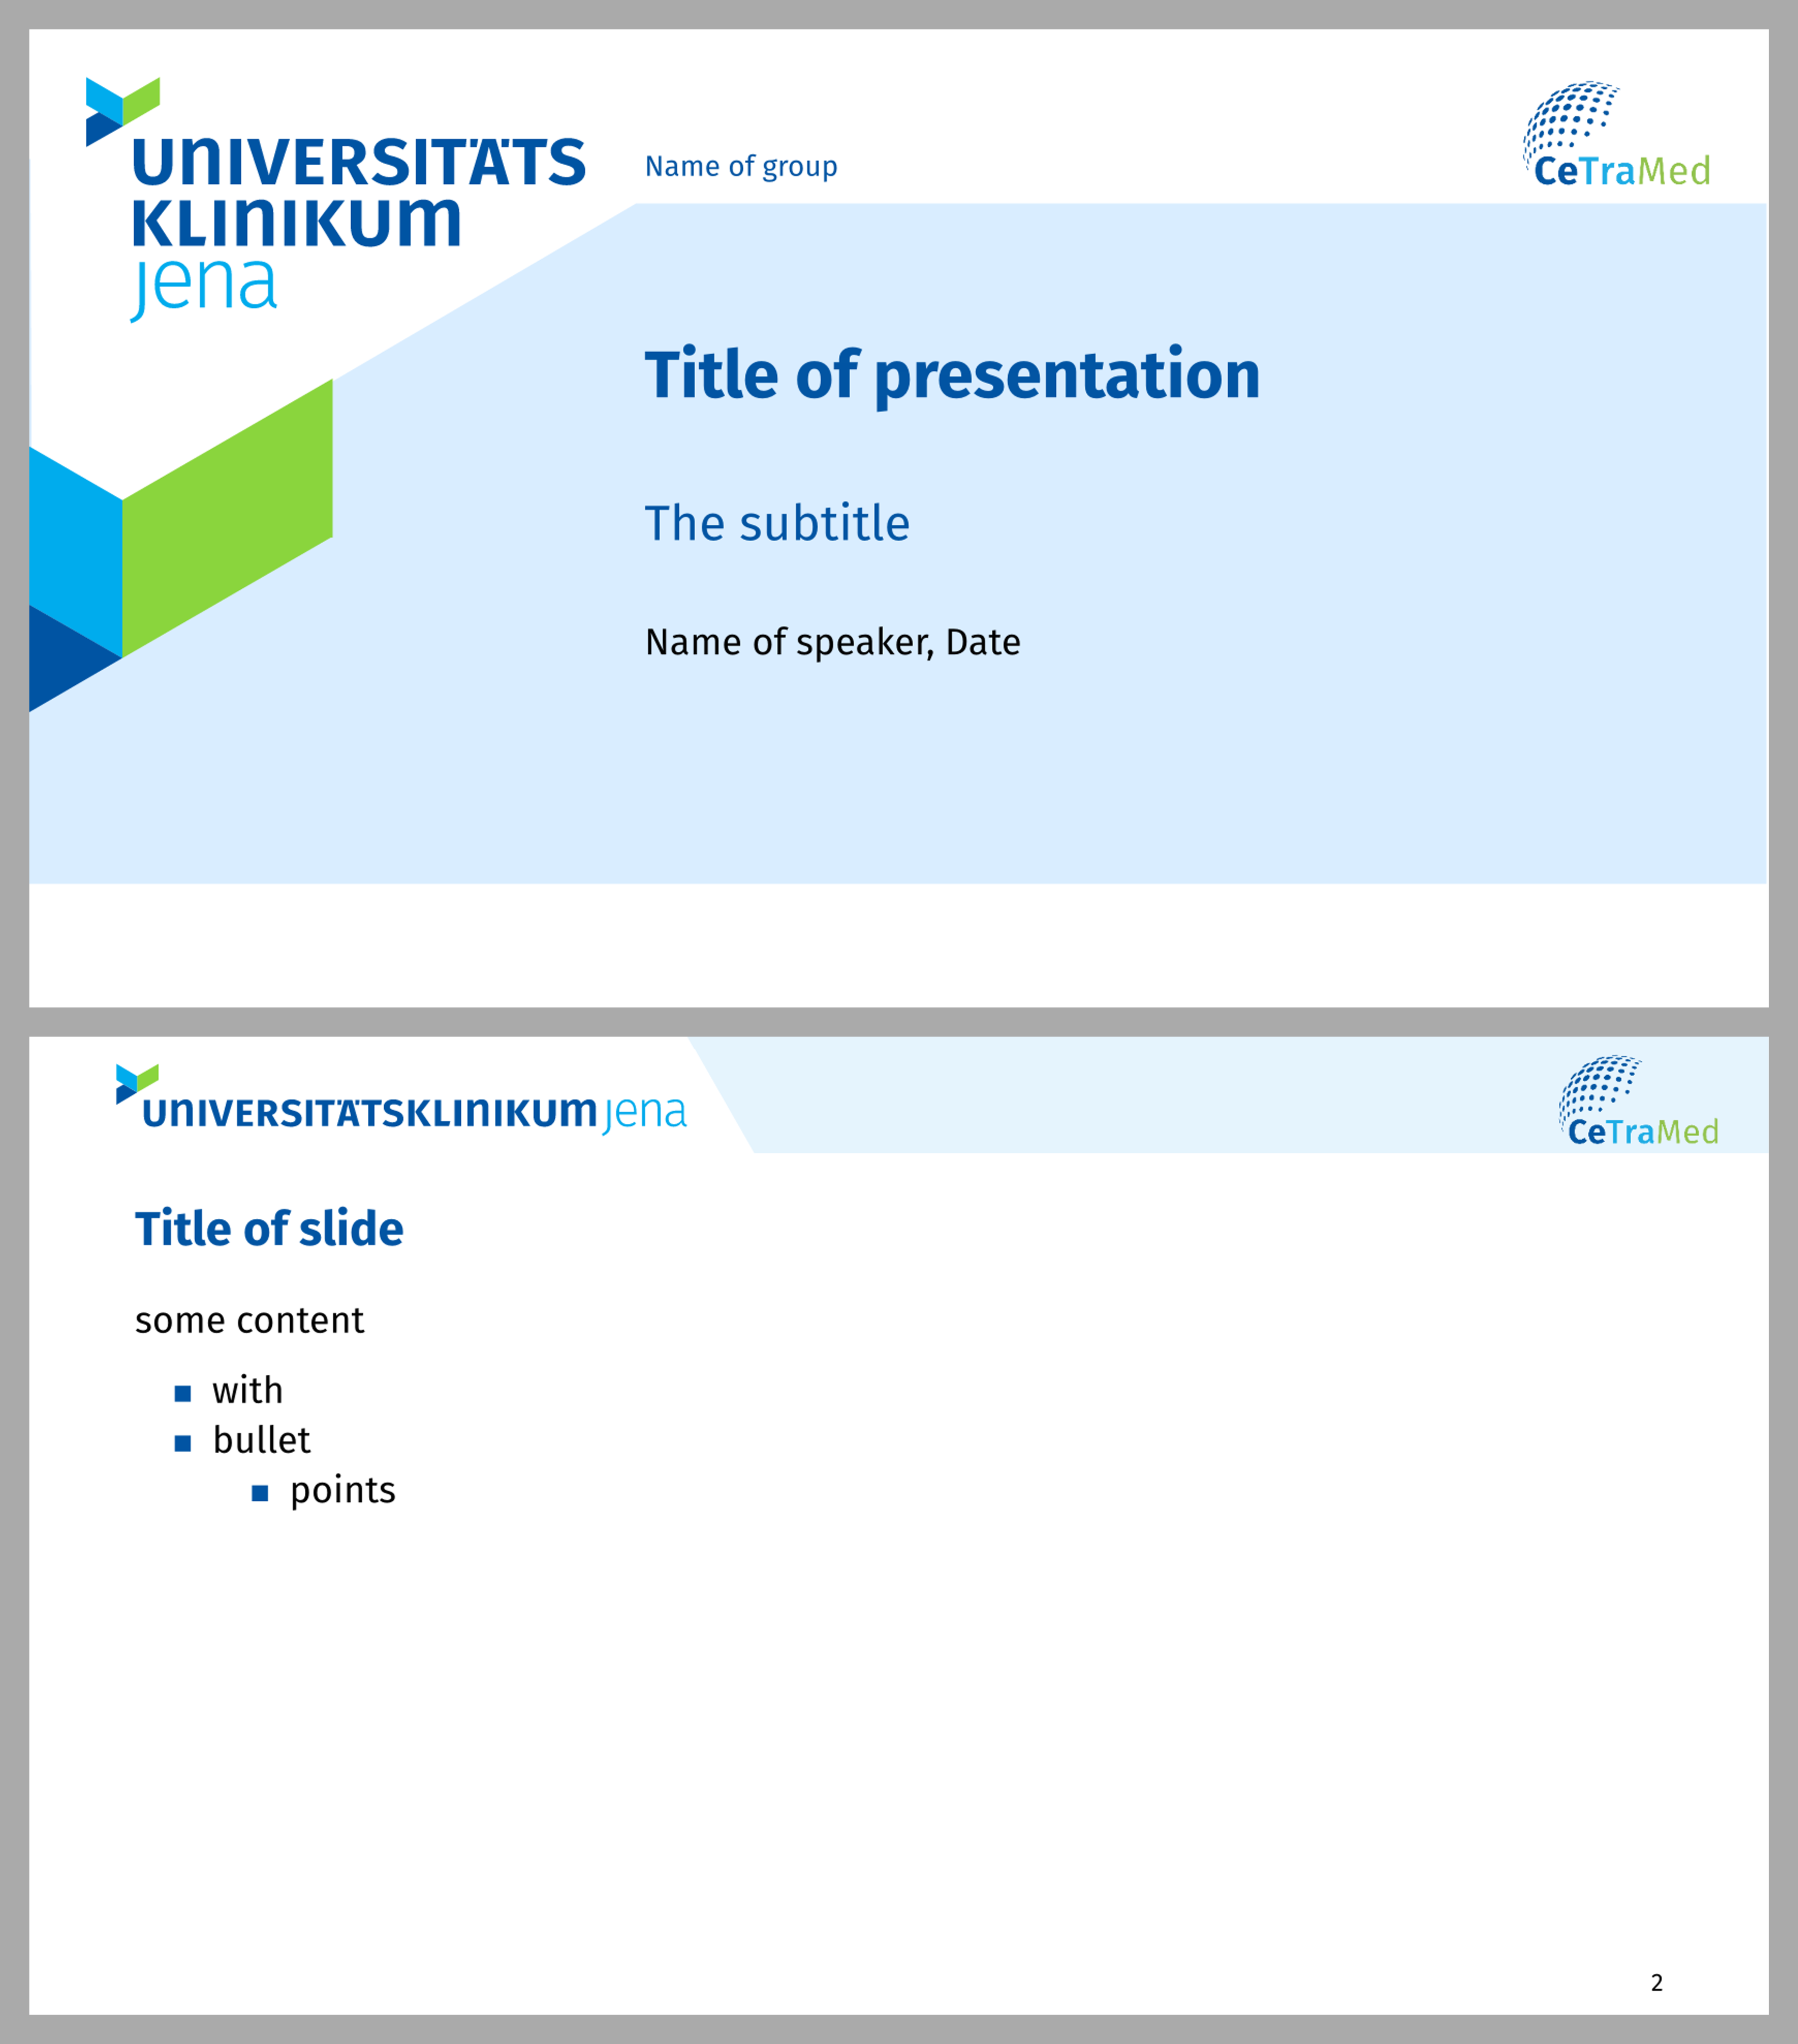 UNIVERSITÄTS
KLINIKUM
jena
Name of group
CeTraMed
Title of presentation
The subtitle
Name of speaker, Date
UNIVERSITÄTSKLINIKUM jena
CeTraMed
Title of slide
some content
with
bullet
points
2